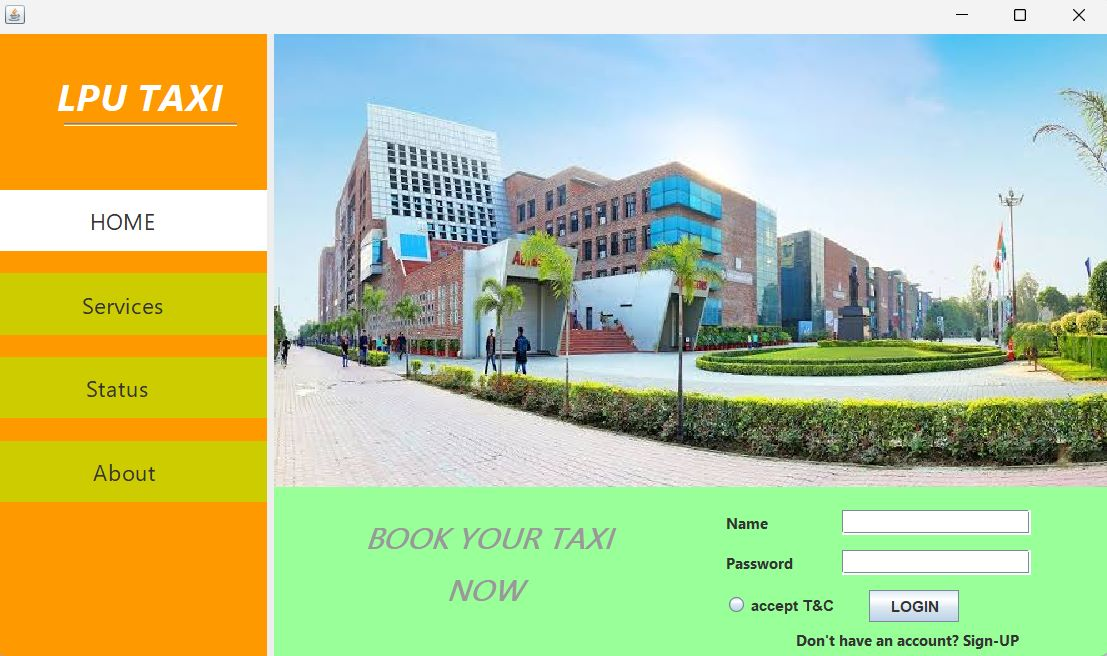 LPU TAXI
HOME
Services
Status
About
BOOK YOUR TAXI
NOW
Name
Password
accept T&C
LOGIN
Don't have an account? Sign-UP